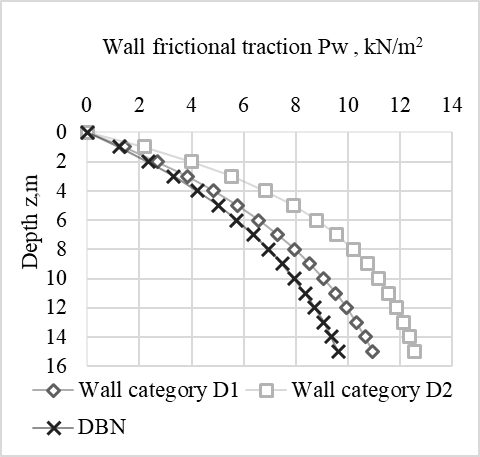 Wall frictional traction Pw , kN/m²
0 2 4 6 8 10 12 14
Depth z,m
0
2
4
6
8
10
12
14
16
Wall category D1 Wall category D2
DBN